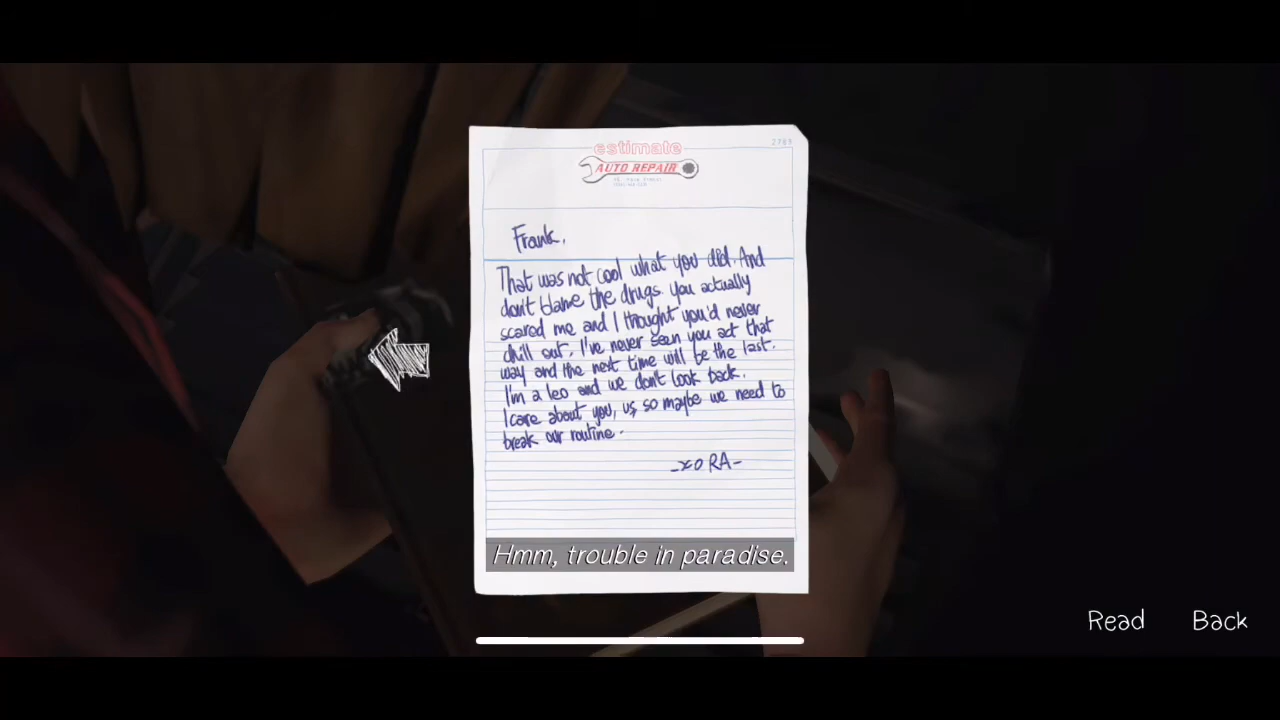 2789
estimate
AUTO REPAIR
Frank,
That was not cool what you did. And
don't blame the drugs. You actually
scared me and I thought you'd never
chill out. I've never seen you act that
way and the next time will be the last.
I'm a leo and we don't look back.
I care about you, us, so maybe we need to
break our routine.
-xo RA-
Hmm, trouble in paradise.
Read Back